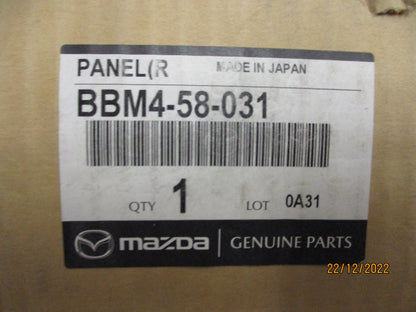 PANEL(R MADE IN JAPAN
BBM4-58-031
QTY 1 LOT 0A31
mazda GENUINE PARTS
22/12/2022